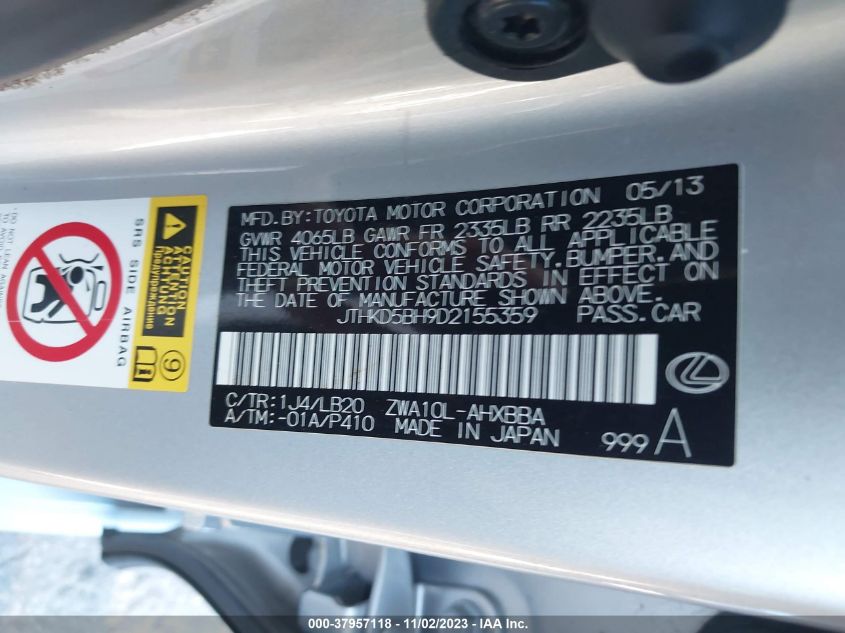 SRS SIDE AIRBAG
CAUTION
ATTENTION
Предупреждение
9
MFD. BY: TOYOTA MOTOR CORPORATION 05/13
GVWR 4065LB GAWR FR 2335LB RR 2235LB
THIS VEHICLE CONFORMS TO ALL APPLICABLE
FEDERAL MOTOR VEHICLE SAFETY, BUMPER, AND
THEFT PREVENTION STANDARDS IN EFFECT ON
THE DATE OF MANUFACTURE SHOWN ABOVE.
JTHKD5BH9D2155359 PASS. CAR
C/TR: 1J4/LB20 ZWA10L-AHXBBA
A/TM: -01A/P410 MADE IN JAPAN 999 A
000-37957118 - 11/02/2023 - IAA Inc.